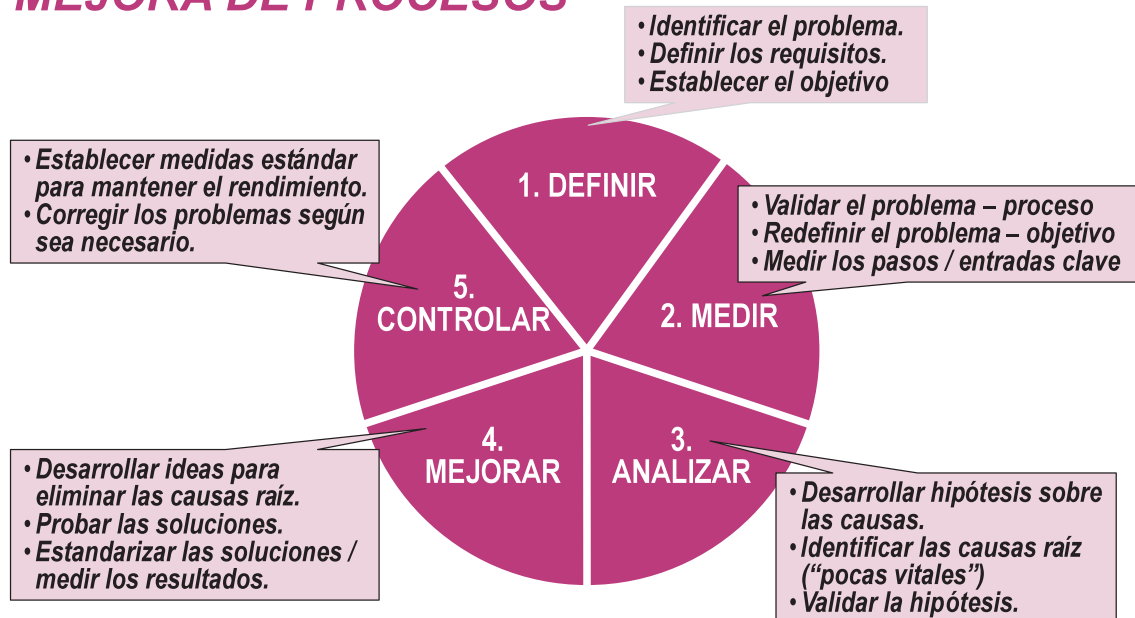 MEJORA DE PROCESOS
• Identificar el problema.
• Definir los requisitos.
• Establecer el objetivo
• Establecer medidas estándar
para mantener el rendimiento.
• Corregir los problemas según
sea necesario.
1. DEFINIR
• Validar el problema – proceso
• Redefinir el problema – objetivo
• Medir los pasos / entradas clave
5.
CONTROLAR
2. MEDIR
4.
MEJORAR
3.
ANALIZAR
• Desarrollar ideas para
eliminar las causas raíz.
• Probar las soluciones.
• Estandarizar las soluciones /
medir los resultados.
• Desarrollar hipótesis sobre
las causas.
• Identificar las causas raíz
(“pocas vitales”)
• Validar la hipótesis.